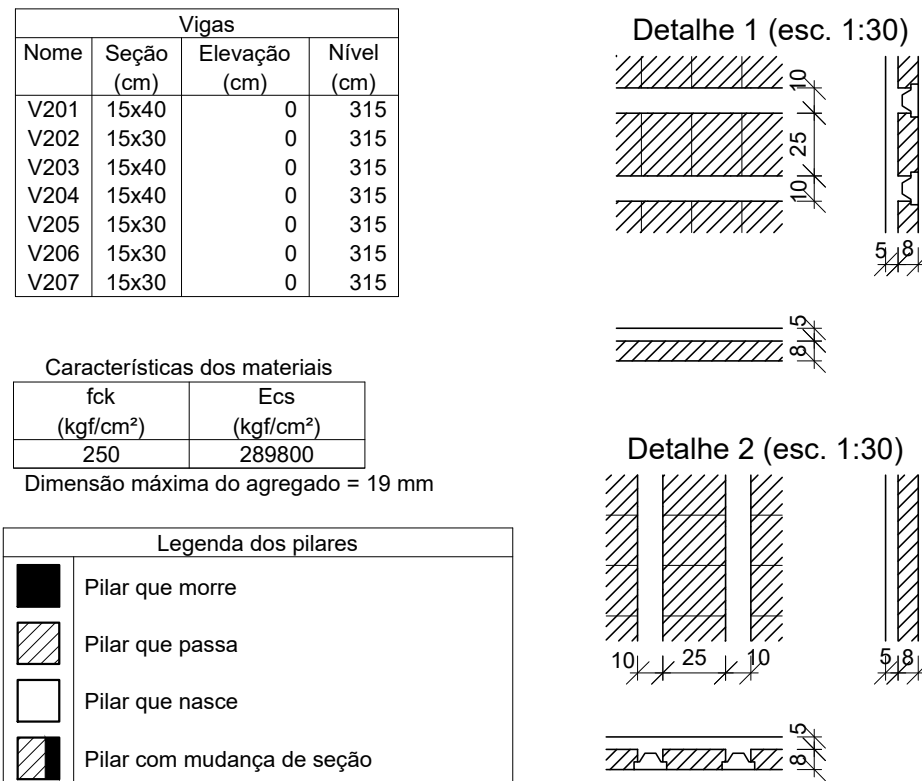 Vigas
Nome Seção Elevação Nível
(cm) (cm) (cm)
V201 15x40 0 315
V202 15x30 0 315
V203 15x40 0 315
V204 15x40 0 315
V205 15x30 0 315
V206 15x30 0 315
V207 15x30 0 315
Características dos materiais
fck Ecs
(kgf/cm²) (kgf/cm²)
250 289800
Dimensão máxima do agregado = 19 mm
Legenda dos pilares
Pilar que morre
Pilar que passa
Pilar que nasce
Pilar com mudança de seção
Detalhe 1 (esc. 1:30)
10
25
10
5 8
5
8
Detalhe 2 (esc. 1:30)
10 25 10
5 8
5
8